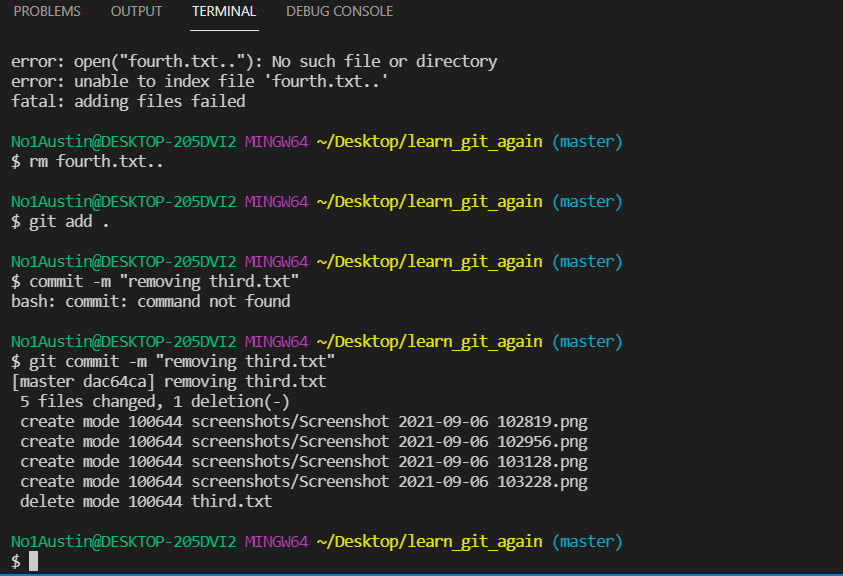 PROBLEMS OUTPUT TERMINAL DEBUG CONSOLE
error: open("fourth.txt.."): No such file or directory
error: unable to index file 'fourth.txt..'
fatal: adding files failed
No1Austin@DESKTOP-205DVI2 MINGW64 ~/Desktop/learn_git_again (master)
$ rm fourth.txt..
No1Austin@DESKTOP-205DVI2 MINGW64 ~/Desktop/learn_git_again (master)
$ git add .
No1Austin@DESKTOP-205DVI2 MINGW64 ~/Desktop/learn_git_again (master)
$ commit -m "removing third.txt"
bash: commit: command not found
No1Austin@DESKTOP-205DVI2 MINGW64 ~/Desktop/learn_git_again (master)
$ git commit -m "removing third.txt"
[master dac64ca] removing third.txt
5 files changed, 1 deletion(-)
create mode 100644 screenshots/Screenshot 2021-09-06 102819.png
create mode 100644 screenshots/Screenshot 2021-09-06 102956.png
create mode 100644 screenshots/Screenshot 2021-09-06 103128.png
create mode 100644 screenshots/Screenshot 2021-09-06 103228.png
delete mode 100644 third.txt
No1Austin@DESKTOP-205DVI2 MINGW64 ~/Desktop/learn_git_again (master)
$